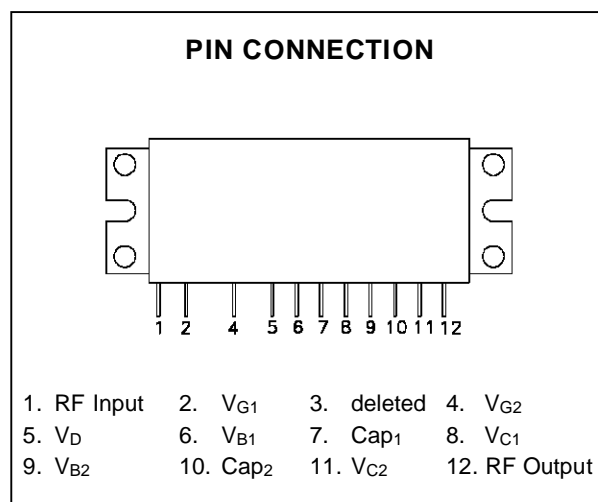 PIN CONNECTION
1 2 4 5 6 7 8 9 10 11 12
1. RF Input 2. VG1 3. deleted 4. VG2
5. VD 6. VB1 7. Cap1 8. VC1
9. VB2 10. Cap2 11. VC2 12. RF Output